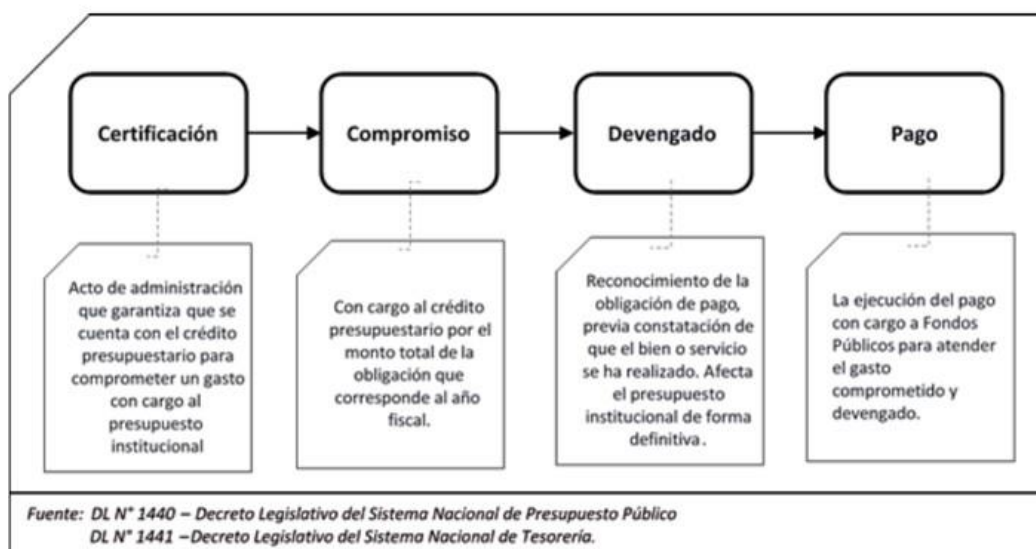 Certificación
Compromiso
Devengado
Pago
Acto de administración
que garantiza que se
cuenta con el crédito
presupuestario para
comprometer un gasto
con cargo al
presupuesto
institucional
Con cargo al crédito
presupuestario por el
monto total de la
obligación que
corresponde al año
fiscal.
Reconocimiento de la
obligación de pago,
previa constatación de
que el bien o servicio
se ha realizado. Afecta
el presupuesto
institucional de forma
definitiva.
La ejecución del pago
con cargo a Fondos
Públicos para atender
el gasto
comprometido y
devengado.
Fuente: DL N° 1440 – Decreto Legislativo del Sistema Nacional de Presupuesto Público
DL N° 1441 –Decreto Legislativo del Sistema Nacional de Tesorería.